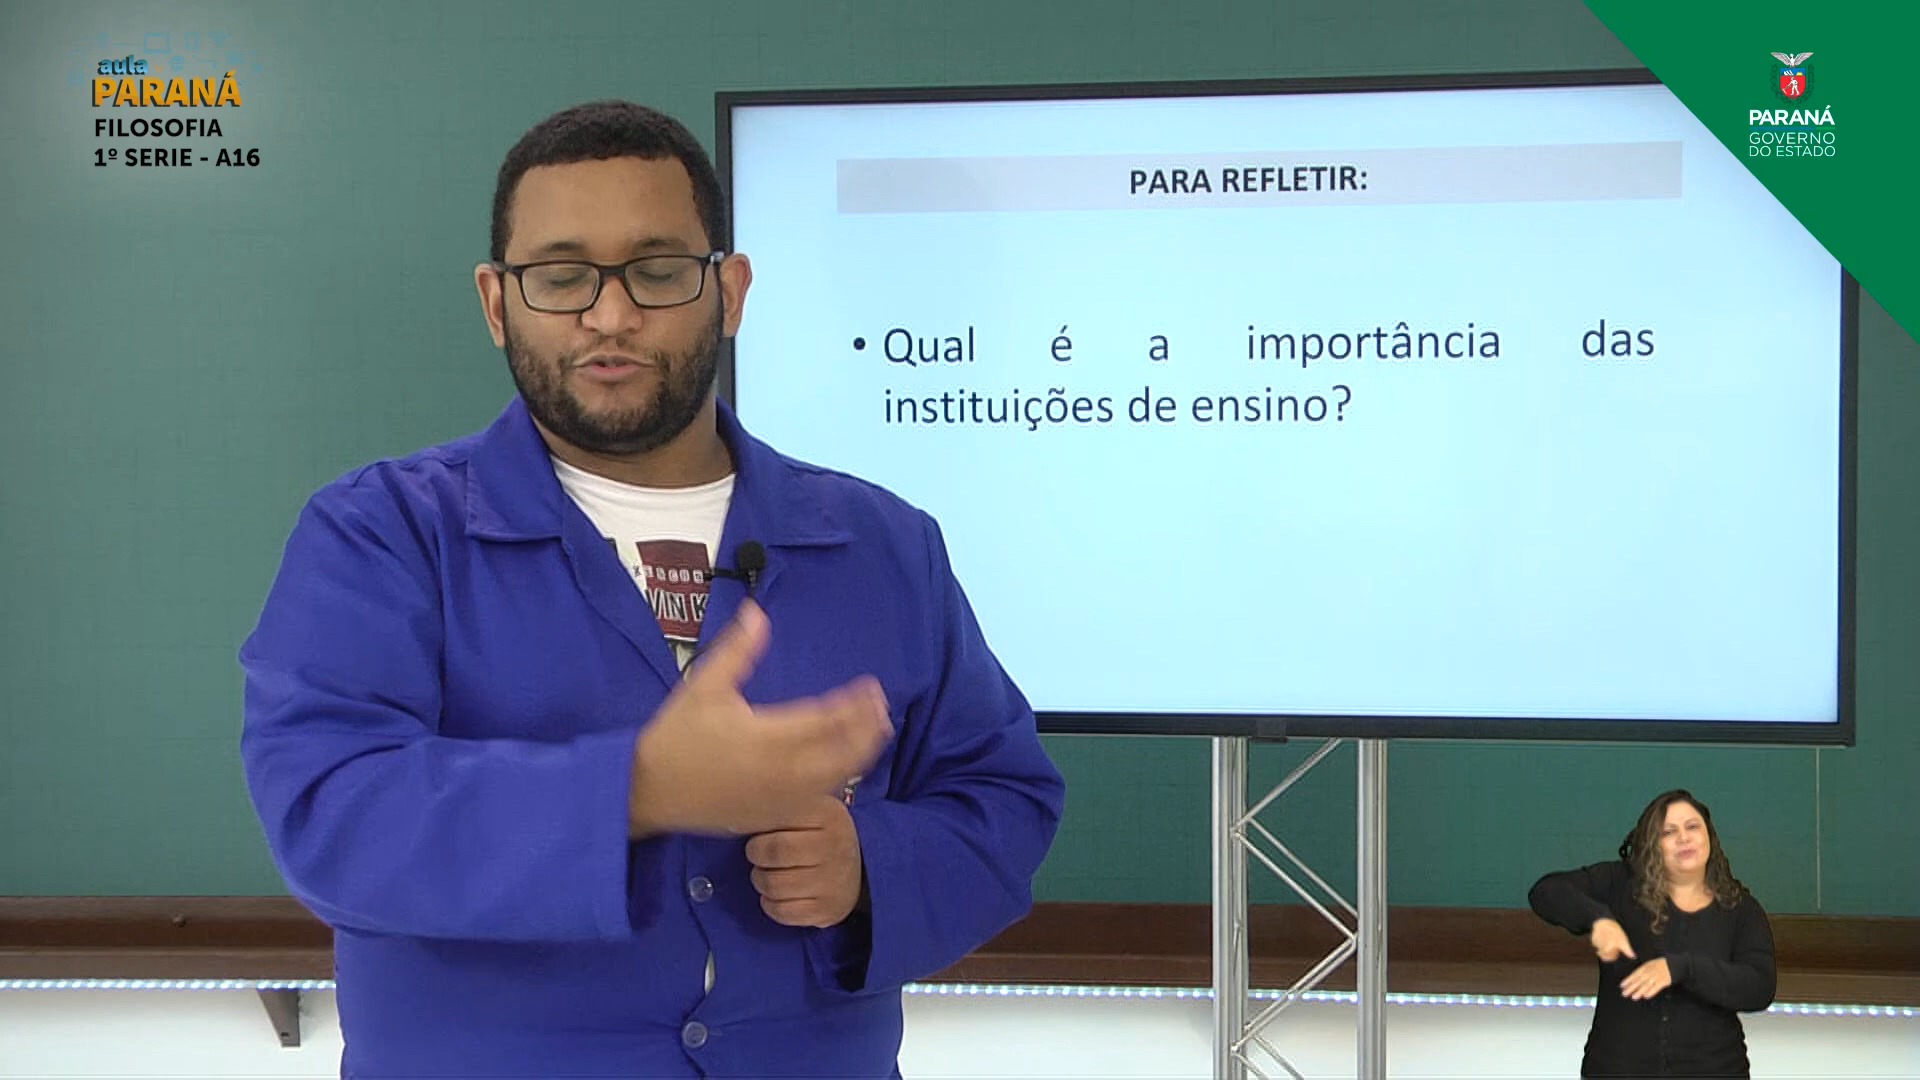 aula
PARANÁ
FILOSOFIA
1º SERIE - A16
PARANÁ
GOVERNO
DO ESTADO
PARA REFLETIR:
• Qual é a importância das
instituições de ensino?